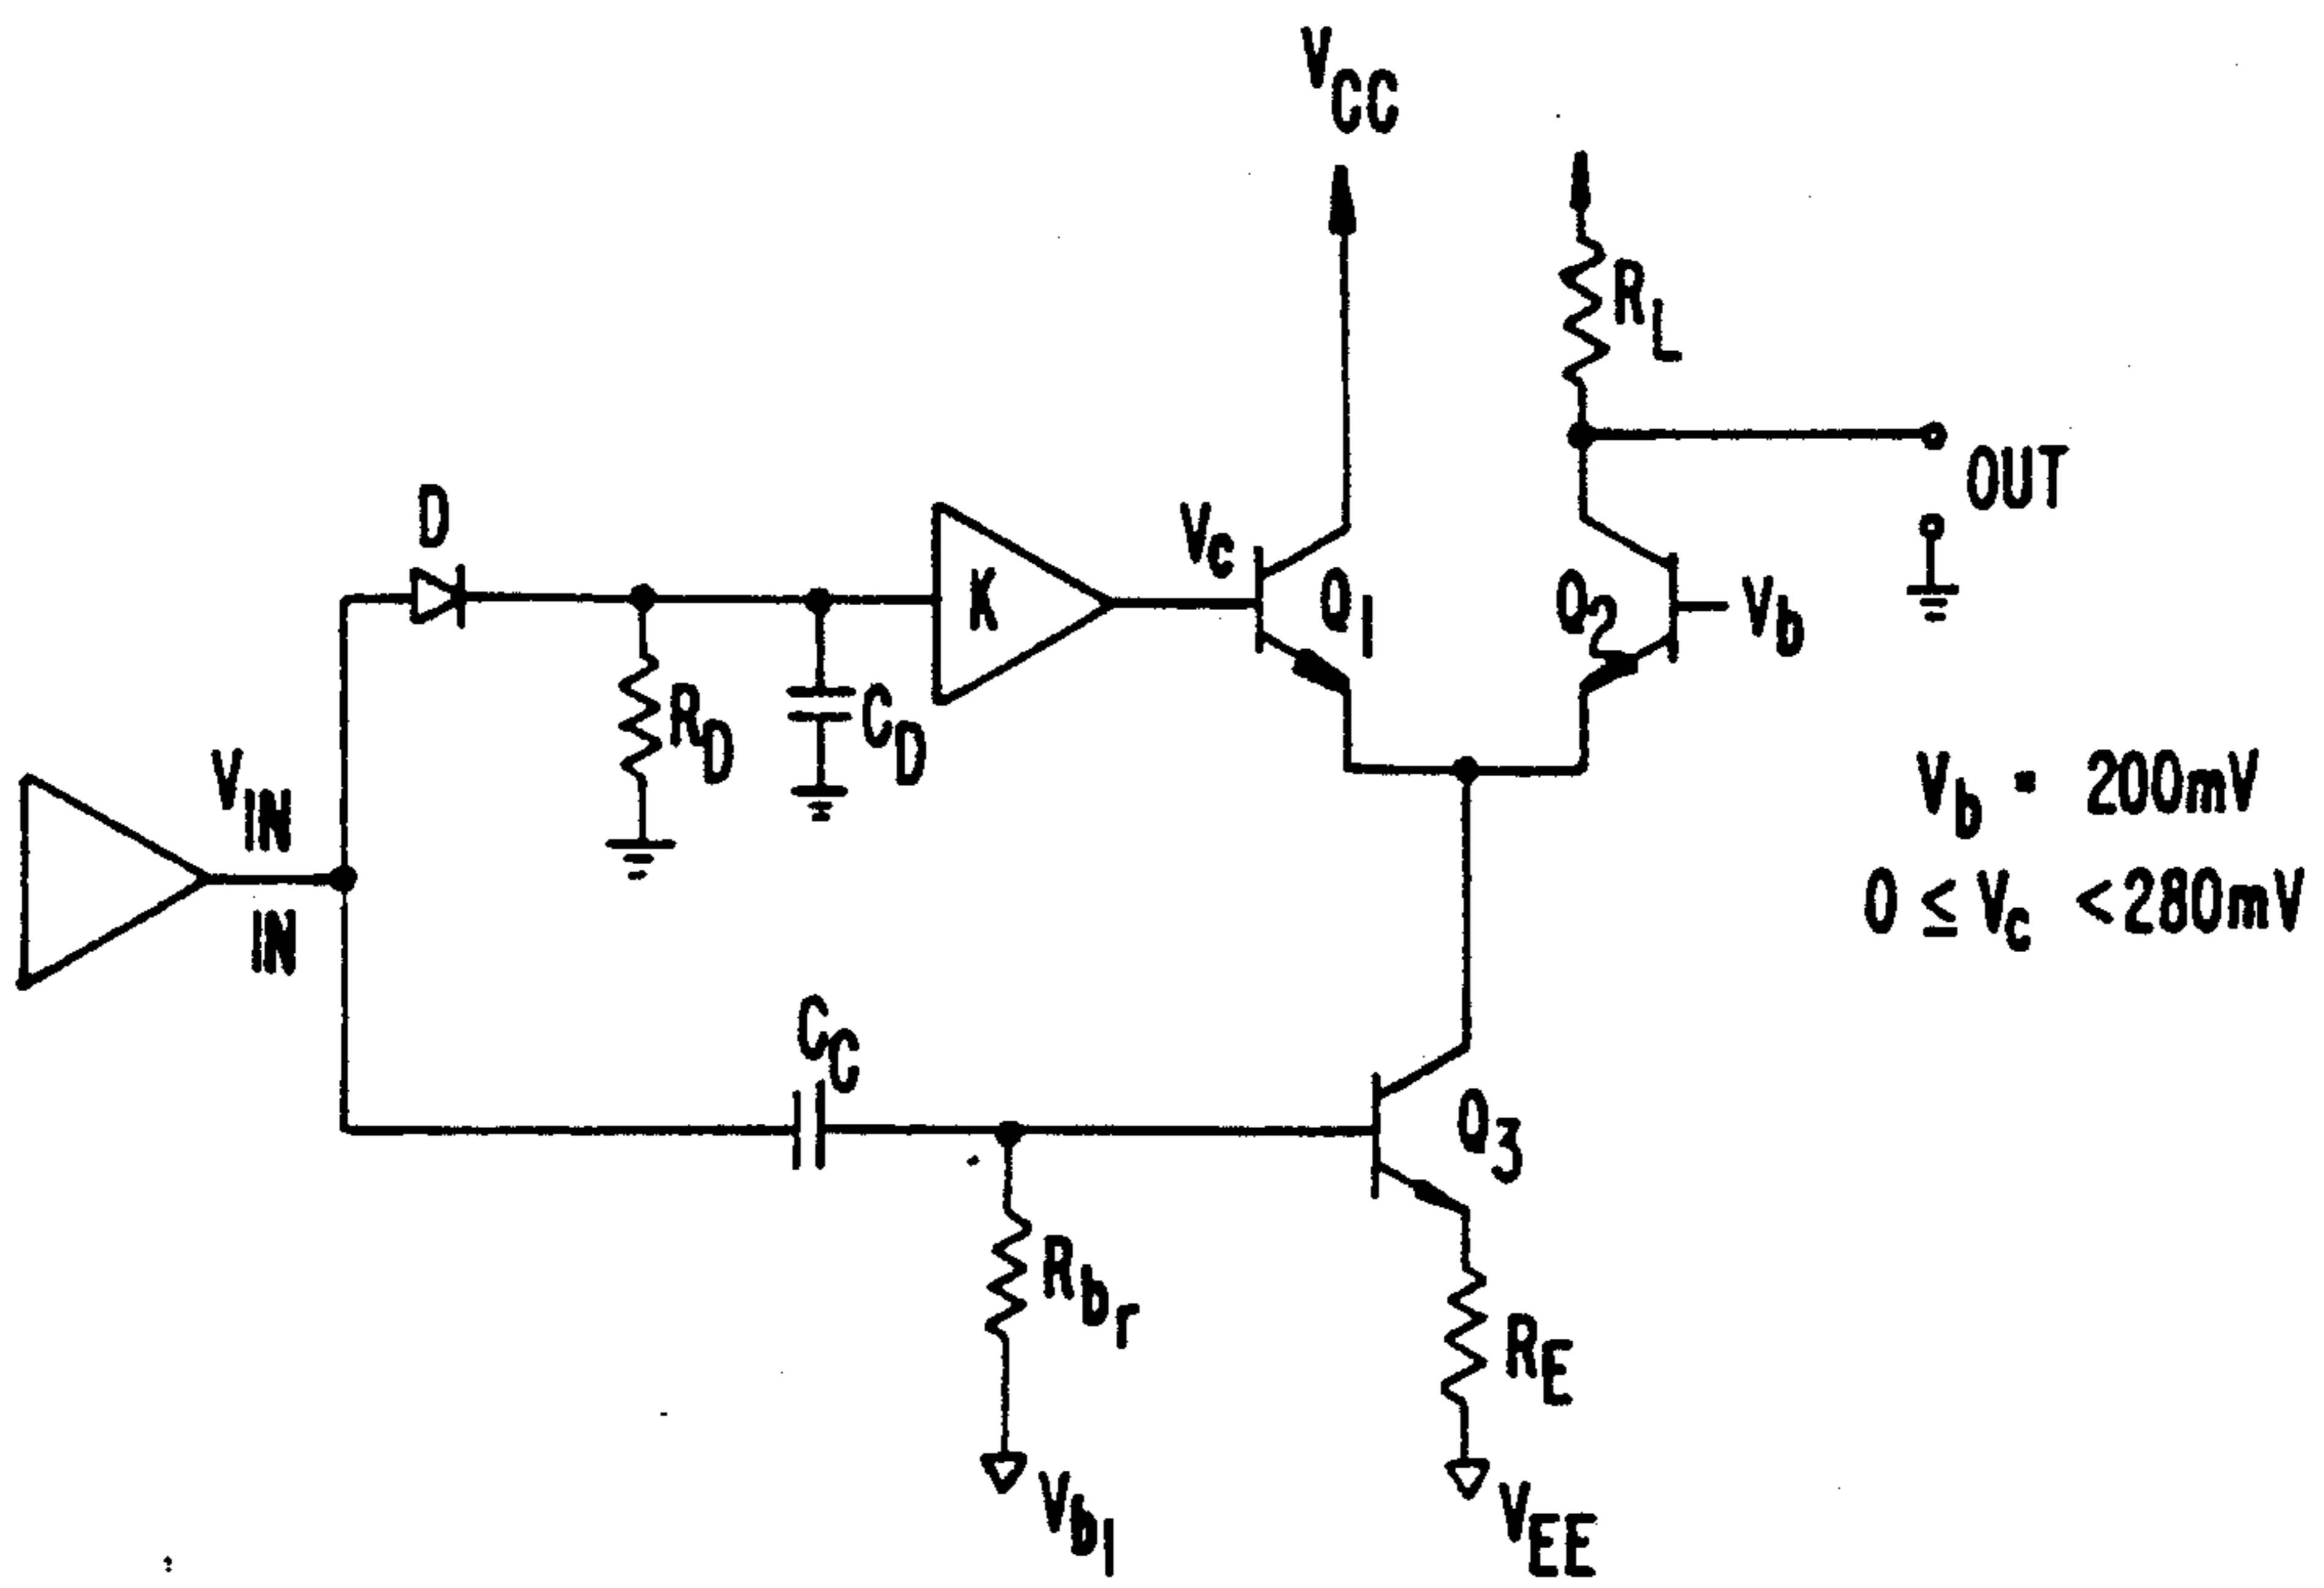 VCC
RL
OUT
D
K
Vc
Q1
Q2
Vb
RD
CD
VIN
IN
Vb = 200mV
0 ≤ Vc < 280mV
CC
Q3
Rbr
RE
Vb1
VEE